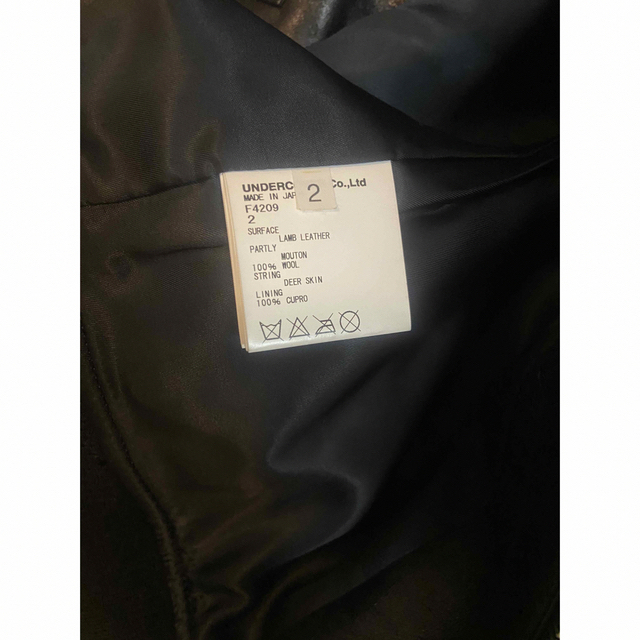 UNDERC Co.,Ltd
MADE IN JAP
2
F4209
2
SURFACE
LAMB LEATHER
PARTLY
MOUTON
100% WOOL
STRING
DEER SKIN
LINING
100% CUPRO